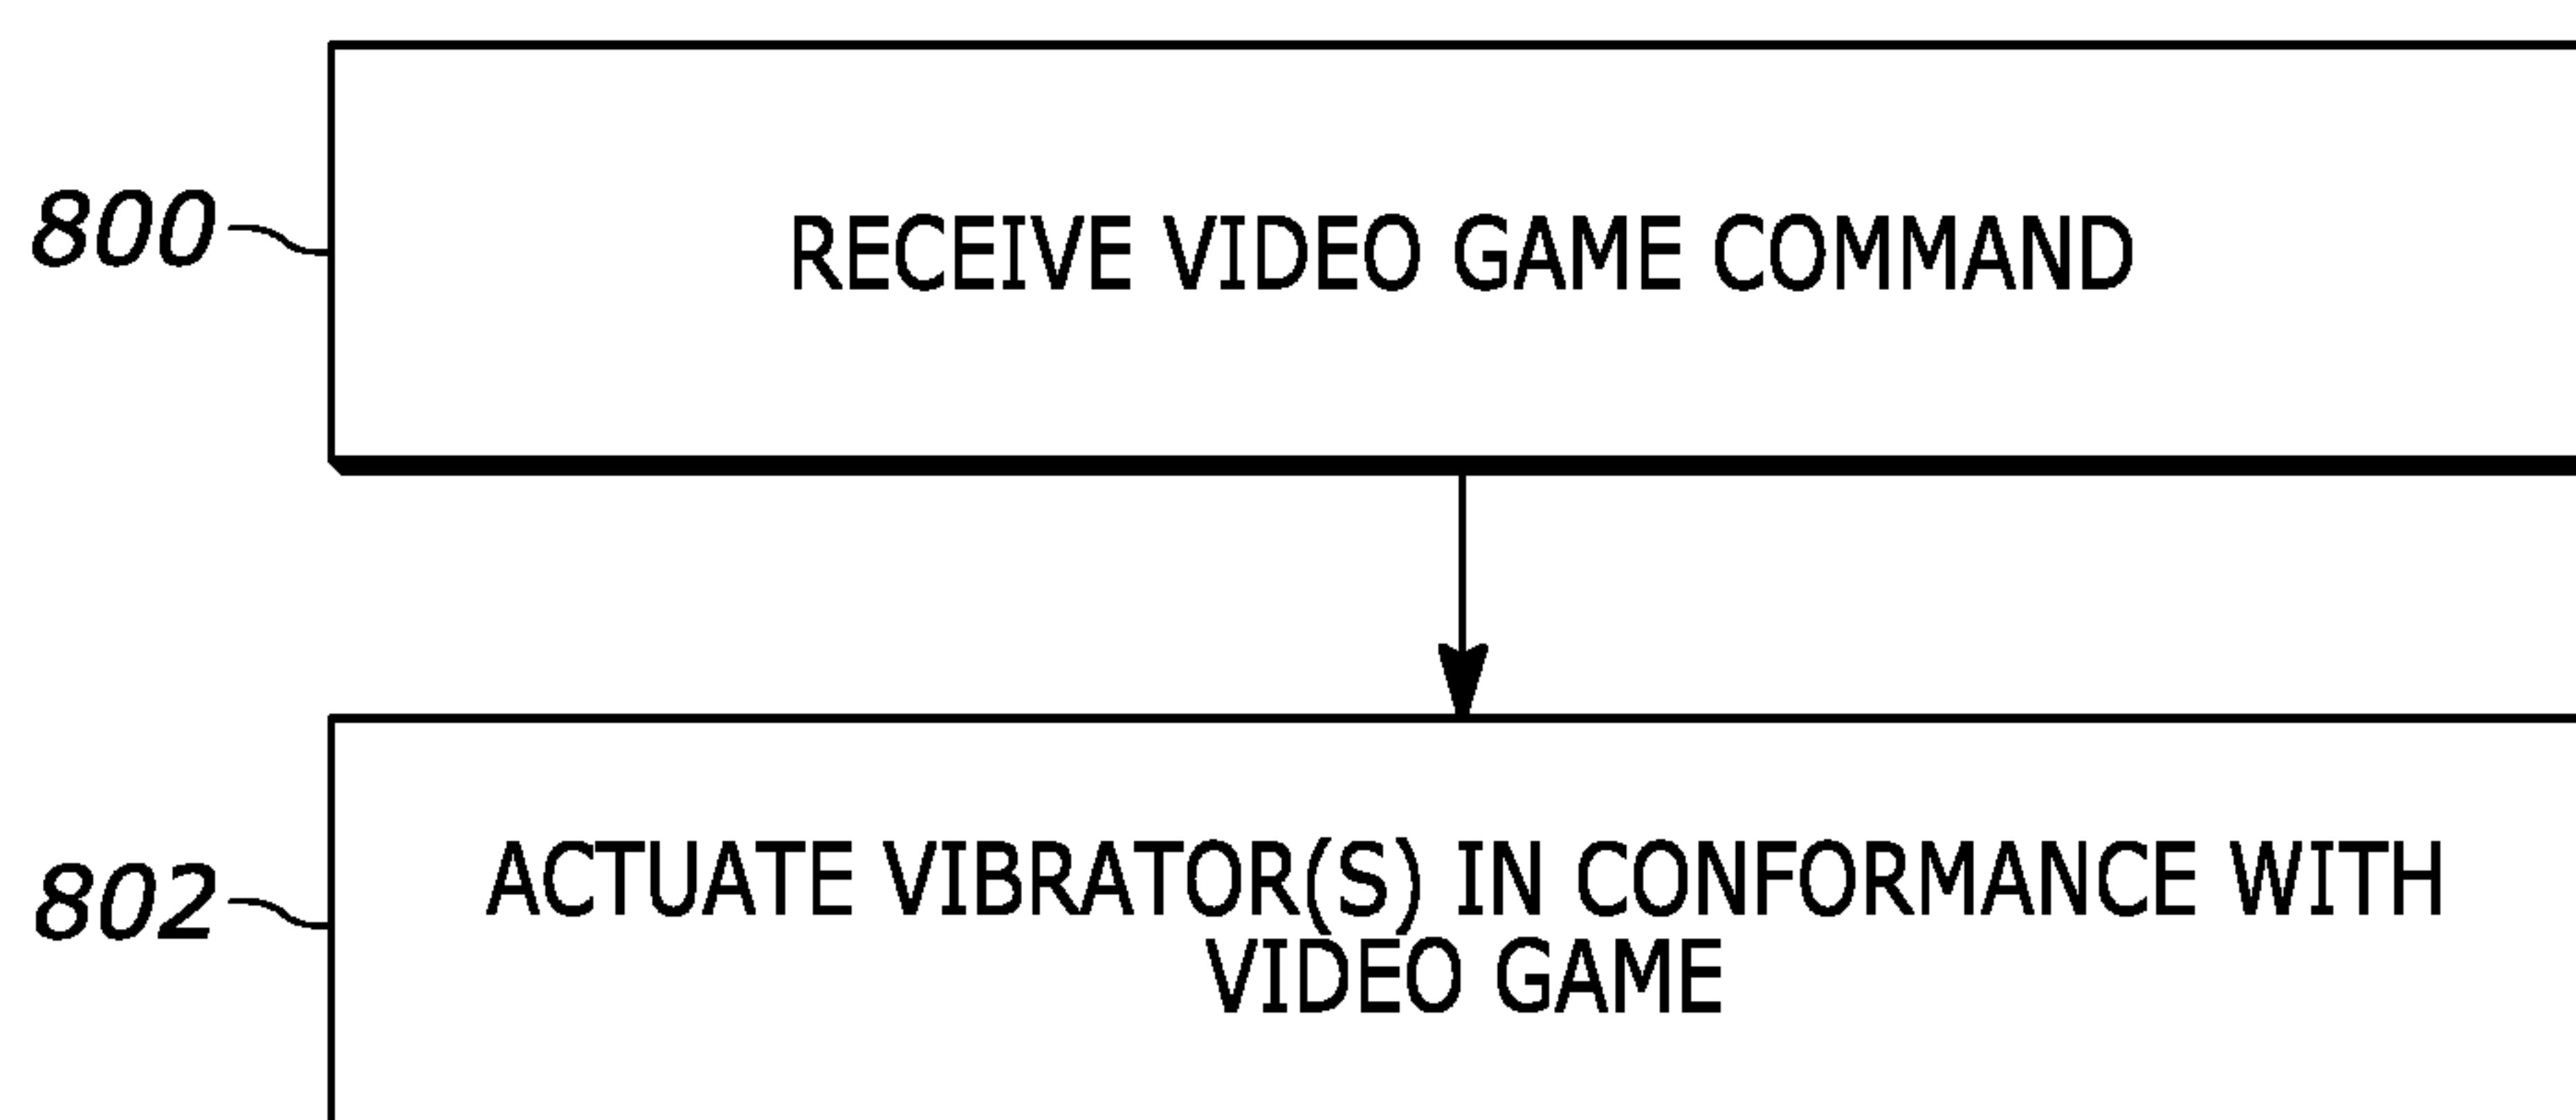 800
RECEIVE VIDEO GAME COMMAND
802
ACTUATE VIBRATOR(S) IN CONFORMANCE WITH
VIDEO GAME